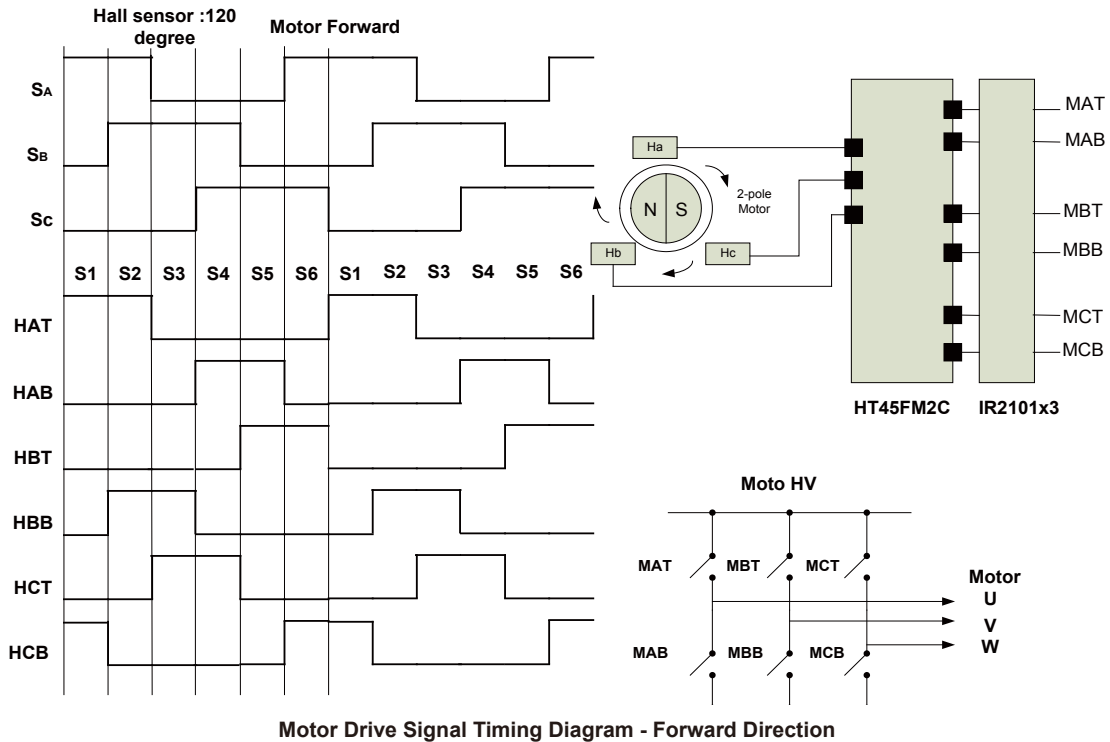 Hall sensor :120
degree
Motor Forward
SA
SB
Sc
S1 S2 S3 S4 S5 S6 S1 S2 S3 S4 S5 S6
HAT
HAB
HBT
HBB
HCT
HCB
Ha
N S
2-pole
Motor
Hb
Hc
MAT
MAB
MBT
MBB
MCT
MCB
HT45FM2C IR2101x3
Moto HV
MAT MBT MCT
Motor
U
V
W
MAB MBB MCB
Motor Drive Signal Timing Diagram - Forward Direction